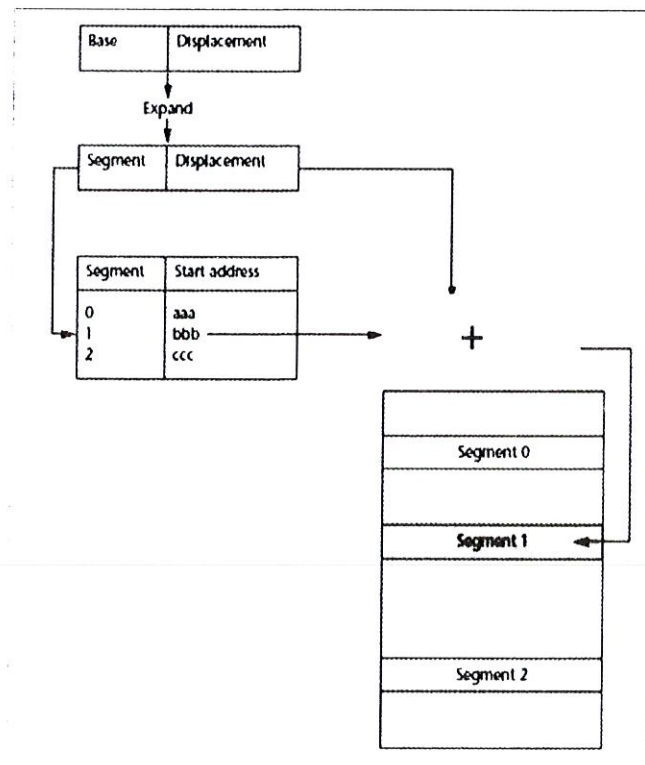 Base Displacement
Expand
Segment Displacement
Segment Start address
0 aaa
1 bbb
2 ccc
+
Segment 0
Segment 1
Segment 2